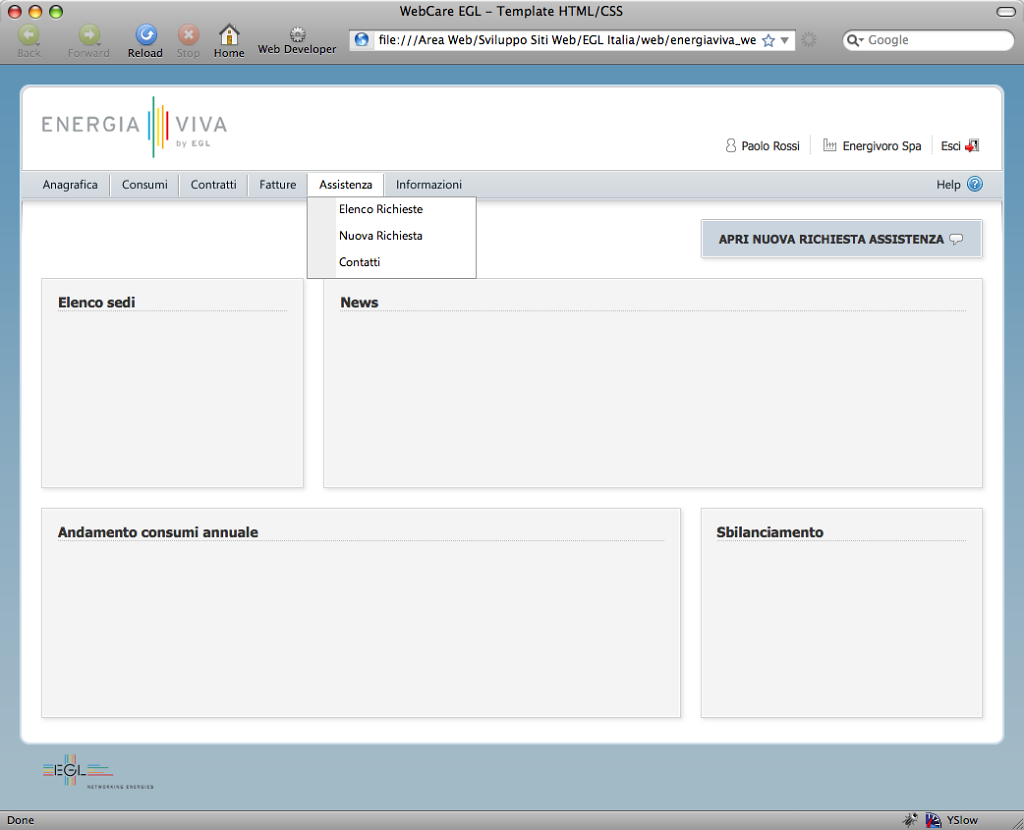 WebCare EGL – Template HTML/CSS
Back Forward Reload Stop Home Web Developer file:///Area Web/Sviluppo Siti Web/EGL Italia/web/energiaviva_we Google
ENERGIA VIVA
by EGL
Paolo Rossi Energivoro Spa Esci
Anagrafica Consumi Contratti Fatture Assistenza Informazioni Help ?
Elenco Richieste
Nuova Richiesta
Contatti
APRI NUOVA RICHIESTA ASSISTENZA
Elenco sedi
News
Andamento consumi annuale
Sbilanciamento
EGL
NETWORKING ENERGIES
Done YSlow